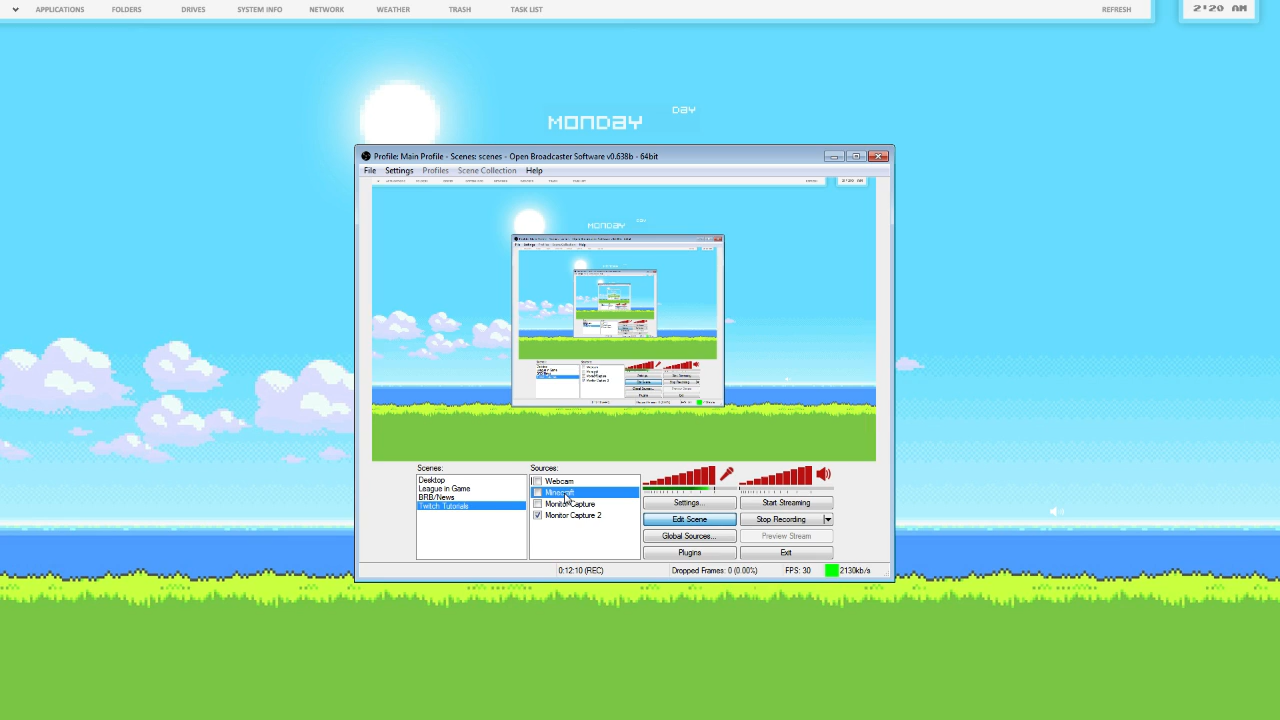 APPLICATIONS FOLDERS DRIVES SYSTEM INFO NETWORK WEATHER TRASH TASK LIST REFRESH 2:20 AM
DAY
MONDAY
Profile: Main Profile - Scenes: scenes - Open Broadcaster Software v0.638b - 64bit
File Settings Profiles Scene Collection Help
MONDAY
Scenes: Sources:
Desktop
League in Game
BRB/News
Twitch Tutorials
Webcam
Minecraft
Monitor Capture
Monitor Capture 2
Settings... Start Streaming
Edit Scene Stop Recording
Global Sources... Preview Stream
Plugins Exit
0:12:10 (REC) Dropped Frames: 0 (0.00%) FPS: 30 2130kb/s